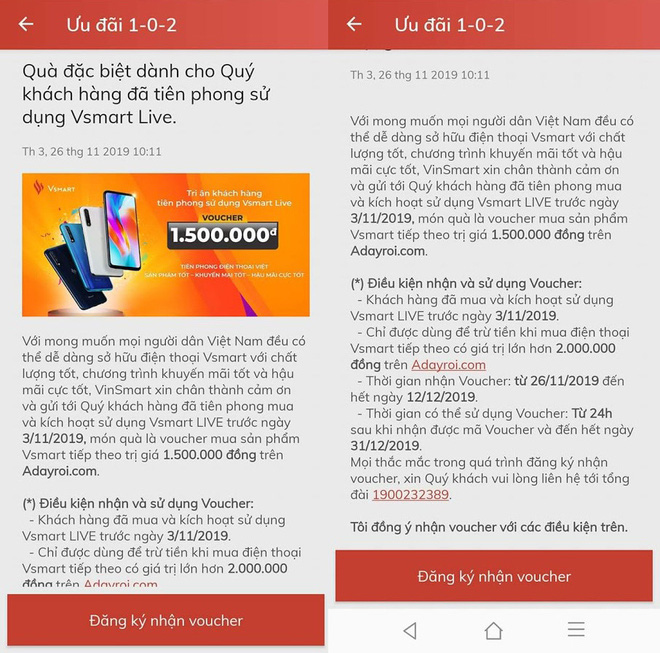 Ưu đãi 1-0-2
Quà đặc biệt dành cho Quý
khách hàng đã tiên phong sử
dụng Vsmart Live.
Th 3, 26 thg 11 2019 10:11
VSMART
Tri ân khách hàng
tiên phong sử dụng Vsmart Live
VOUCHER
1.500.000đ
TIÊN PHONG ĐIỆN THOẠI VIỆT
SẢN PHẨM TỐT - KHUYẾN MÃI TỐT - HẬU MÃI CỰC TỐT
Với mong muốn mọi người dân Việt Nam đều có
thể dễ dàng sở hữu điện thoại Vsmart với chất
lượng tốt, chương trình khuyến mãi tốt và hậu
mãi cực tốt, VinSmart xin chân thành cảm ơn
và gửi tới Quý khách hàng đã tiên phong mua
và kích hoạt sử dụng Vsmart LIVE trước ngày
3/11/2019, món quà là voucher mua sản phẩm
Vsmart tiếp theo trị giá 1.500.000 đồng trên
Adayroi.com.
(*) Điều kiện nhận và sử dụng Voucher:
- Khách hàng đã mua và kích hoạt sử dụng
Vsmart LIVE trước ngày 3/11/2019.
- Chỉ được dùng để trừ tiền khi mua điện thoại
Vsmart tiếp theo có giá trị lớn hơn 2.000.000
đồng trên Adayroi.com
Đăng ký nhận voucher
Ưu đãi 1-0-2
Th 3, 26 thg 11 2019 10:11
Với mong muốn mọi người dân Việt Nam đều có
thể dễ dàng sở hữu điện thoại Vsmart với chất
lượng tốt, chương trình khuyến mãi tốt và hậu
mãi cực tốt, VinSmart xin chân thành cảm ơn
và gửi tới Quý khách hàng đã tiên phong mua
và kích hoạt sử dụng Vsmart LIVE trước ngày
3/11/2019, món quà là voucher mua sản phẩm
Vsmart tiếp theo trị giá 1.500.000 đồng trên
Adayroi.com.
(*) Điều kiện nhận và sử dụng Voucher:
- Khách hàng đã mua và kích hoạt sử dụng
Vsmart LIVE trước ngày 3/11/2019.
- Chỉ được dùng để trừ tiền khi mua điện thoại
Vsmart tiếp theo có giá trị lớn hơn 2.000.000
đồng trên Adayroi.com
- Thời gian nhận Voucher: từ 26/11/2019 đến
hết ngày 12/12/2019.
- Thời gian có thể sử dụng Voucher: Từ 24h
sau khi nhận được mã Voucher và đến hết ngày
31/12/2019.
Mọi thắc mắc trong quá trình đăng ký nhận
voucher, xin Quý khách vui lòng liên hệ tới tổng
đài 1900232389.
Tôi đồng ý nhận voucher với các điều kiện trên.
Đăng ký nhận voucher